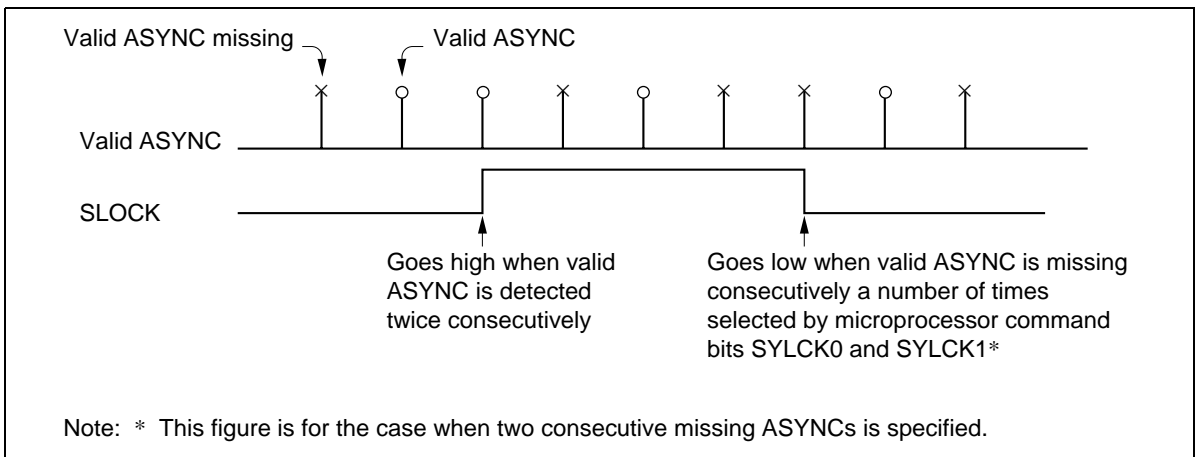 Valid ASYNC missing
Valid ASYNC
Valid ASYNC
SLOCK
Goes high when valid
ASYNC is detected
twice consecutively
Goes low when valid ASYNC is missing
consecutively a number of times
selected by microprocessor command
bits SYLCK0 and SYLCK1*
Note: * This figure is for the case when two consecutive missing ASYNCs is specified.